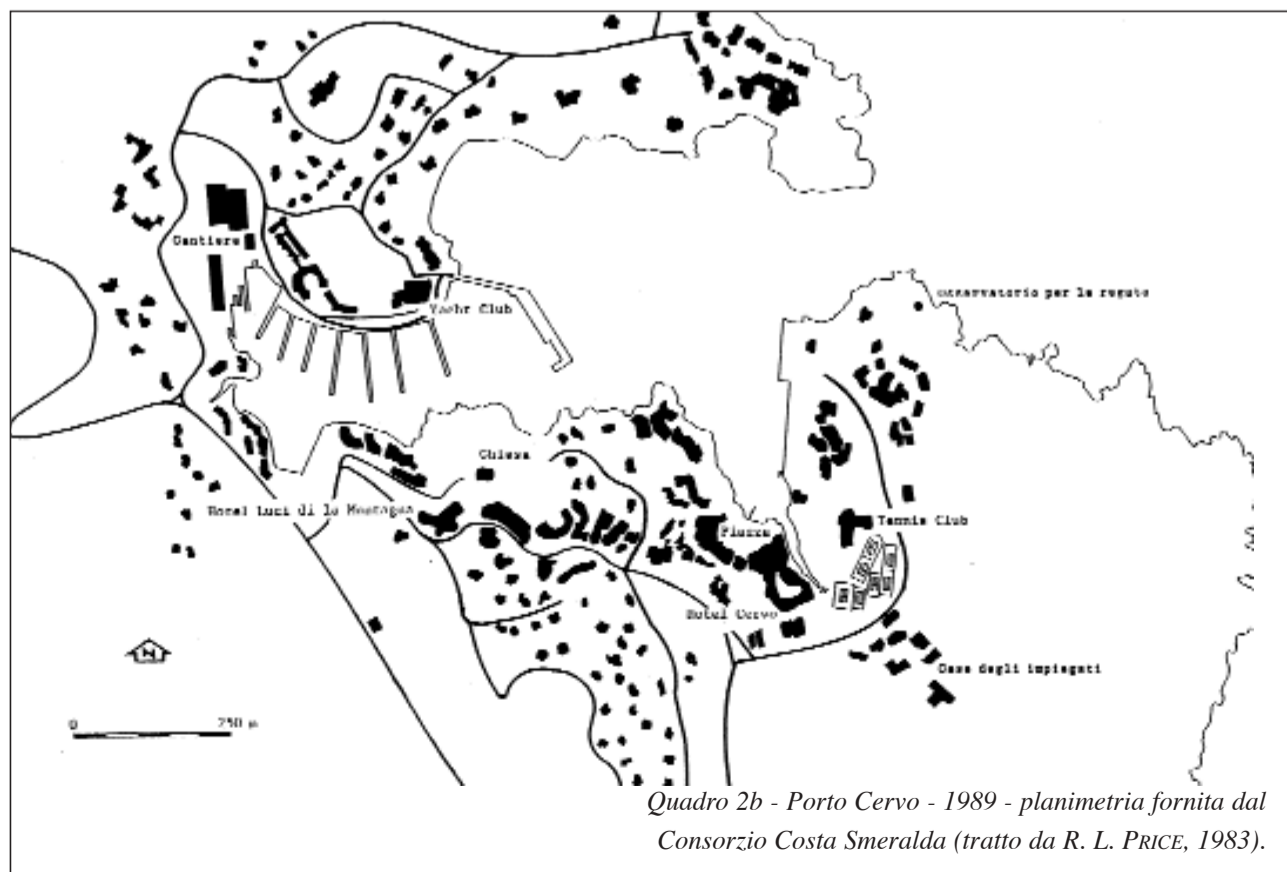 Osservatorio per le regate
Cantiere
Yacht Club
Chiesa
Hotel Luci di la Montagna
Piazza
Tennis Club
Hotel Cervo
Case degli impiegati
N
0 250 m
Quadro 2b - Porto Cervo - 1989 - planimetria fornita dal
Consorzio Costa Smeralda (tratto da R. L. PRICE, 1983).